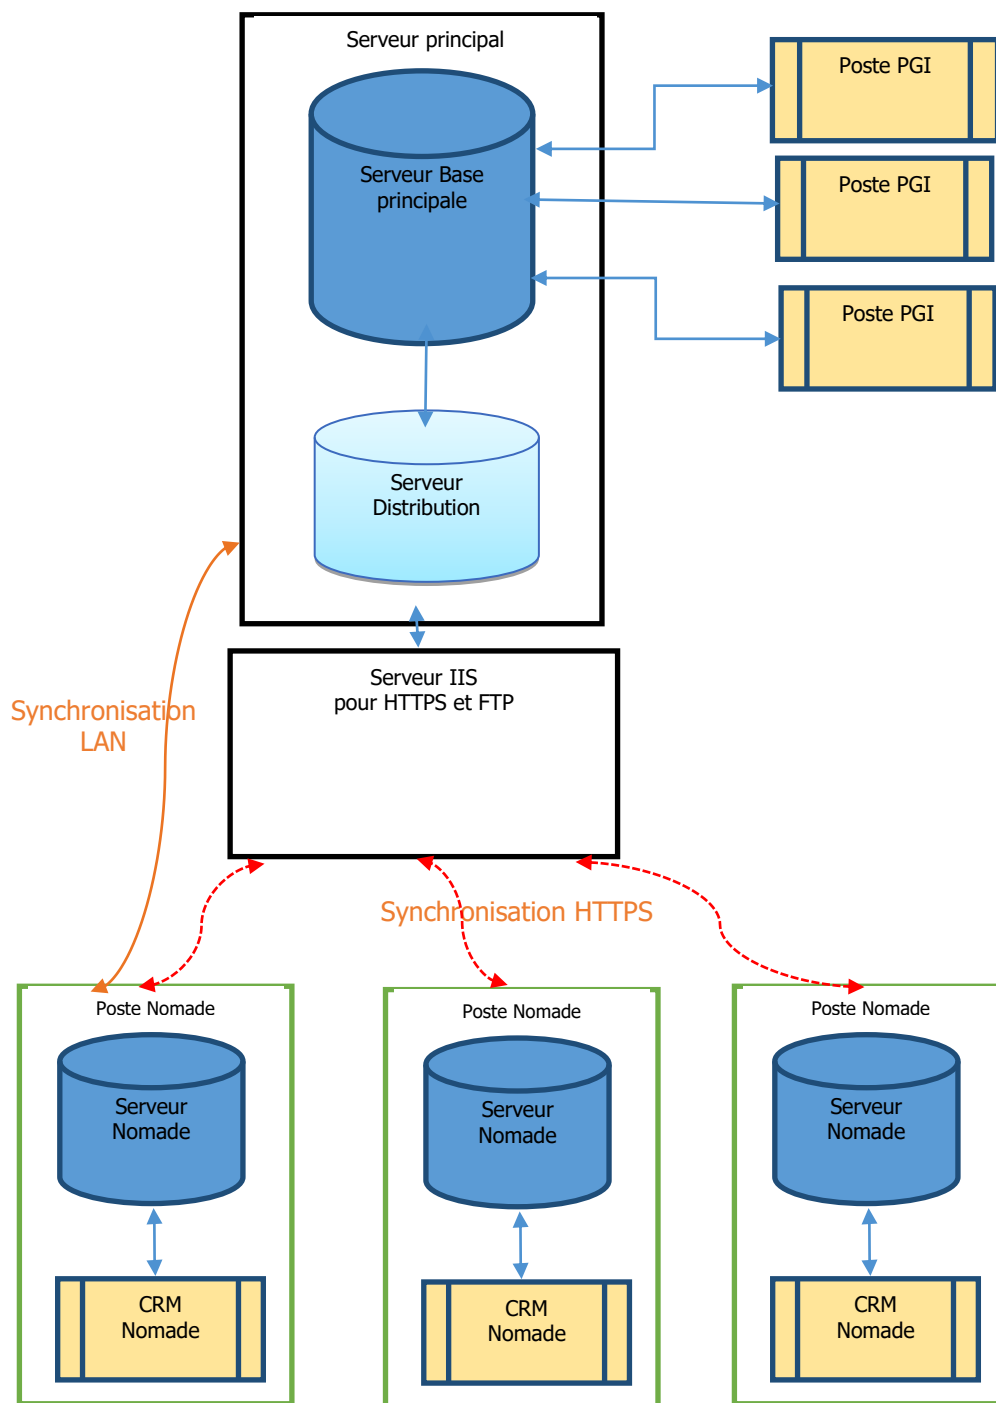 Serveur principal
Poste PGI
Serveur Base
principale
Poste PGI
Poste PGI
Serveur
Distribution
Serveur IIS
pour HTTPS et FTP
Synchronisation
LAN
Synchronisation HTTPS
Poste Nomade
Poste Nomade
Poste Nomade
Serveur
Nomade
Serveur
Nomade
Serveur
Nomade
CRM
Nomade
CRM
Nomade
CRM
Nomade